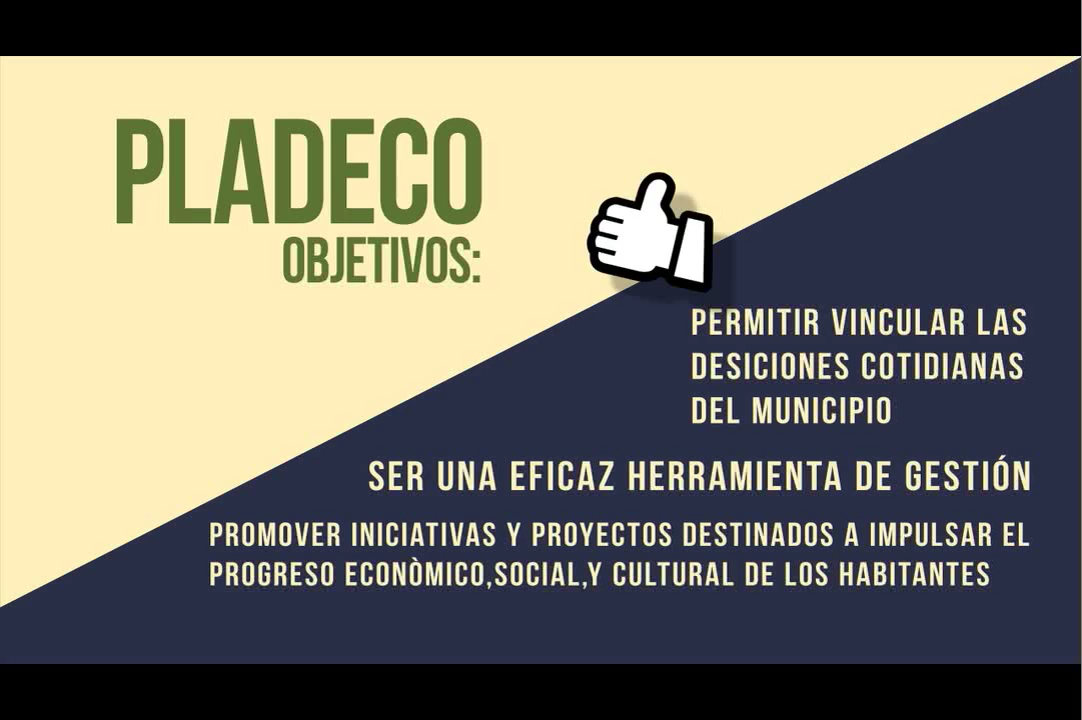 PLADECO
OBJETIVOS:
PERMITIR VINCULAR LAS
DESICIONES COTIDIANAS
DEL MUNICIPIO
SER UNA EFICAZ HERRAMIENTA DE GESTIÓN
PROMOVER INICIATIVAS Y PROYECTOS DESTINADOS A IMPULSAR EL
PROGRESO ECONÒMICO,SOCIAL,Y CULTURAL DE LOS HABITANTES